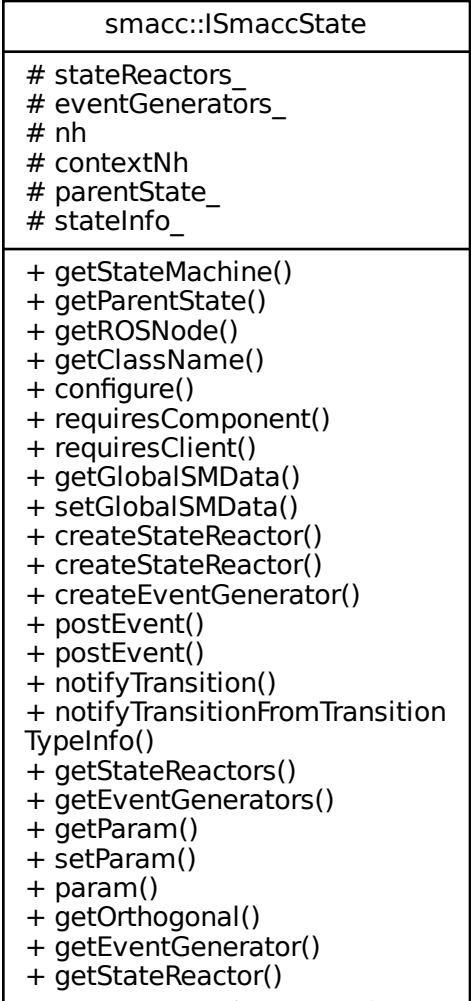 smacc::ISmaccState
# stateReactors_
# eventGenerators_
# nh
# contextNh
# parentState_
# stateInfo_
+ getStateMachine()
+ getParentState()
+ getROSNode()
+ getClassName()
+ configure()
+ requiresComponent()
+ requiresClient()
+ getGlobalSMData()
+ setGlobalSMData()
+ createStateReactor()
+ createStateReactor()
+ createEventGenerator()
+ postEvent()
+ postEvent()
+ notifyTransition()
+ notifyTransitionFromTransition
TypeInfo()
+ getStateReactors()
+ getEventGenerators()
+ getParam()
+ setParam()
+ param()
+ getOrthogonal()
+ getEventGenerator()
+ getStateReactor()